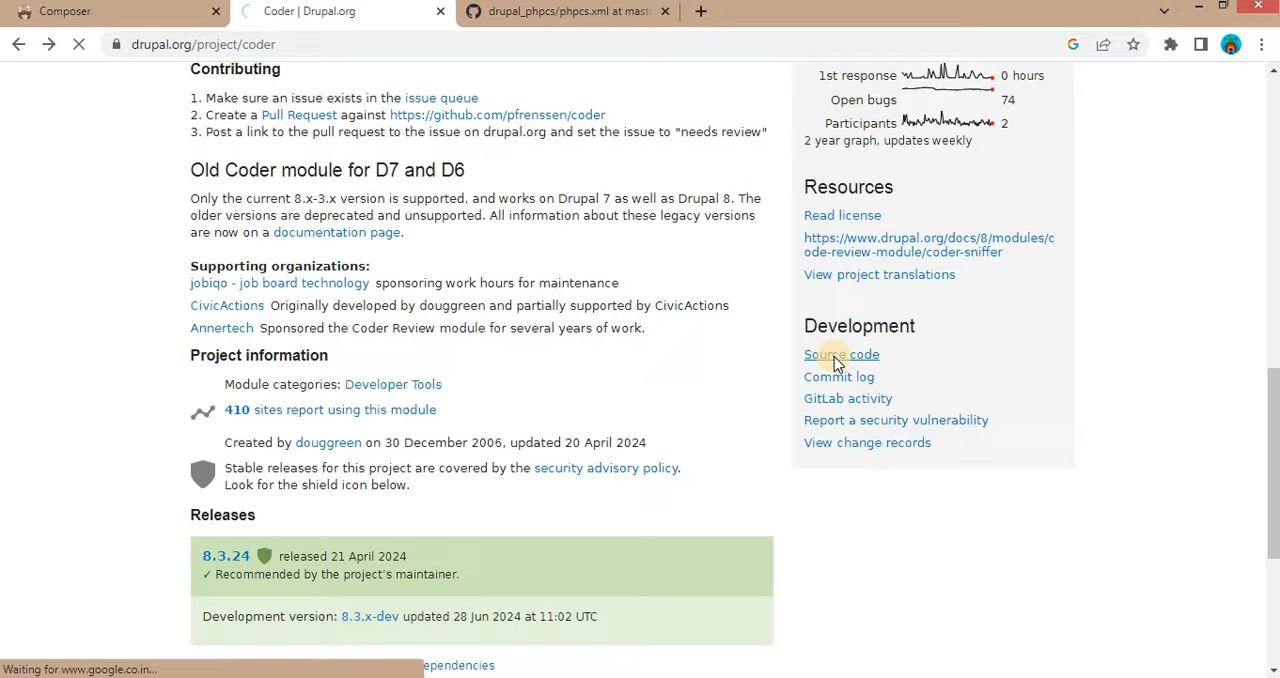 Composer
Coder | Drupal.org
drupal_phpcs/phpcs.xml at mast
drupal.org/project/coder
Contributing
1. Make sure an issue exists in the issue queue
2. Create a Pull Request against https://github.com/pfrenssen/coder
3. Post a link to the pull request to the issue on drupal.org and set the issue to "needs review"
Old Coder module for D7 and D6
Only the current 8.x-3.x version is supported, and works on Drupal 7 as well as Drupal 8. The
older versions are deprecated and unsupported. All information about these legacy versions
are now on a documentation page.
Supporting organizations:
jobiqo - job board technology sponsoring work hours for maintenance
CivicActions Originally developed by douggreen and partially supported by CivicActions
Annertech Sponsored the Coder Review module for several years of work.
Project information
Module categories: Developer Tools
410 sites report using this module
Created by douggreen on 30 December 2006, updated 20 April 2024
Stable releases for this project are covered by the security advisory policy.
Look for the shield icon below.
Releases
8.3.24 released 21 April 2024
✓ Recommended by the project's maintainer.
Development version: 8.3.x-dev updated 28 Jun 2024 at 11:02 UTC
ependencies
1st response 0 hours
Open bugs 74
Participants 2
2 year graph, updates weekly
Resources
Read license
https://www.drupal.org/docs/8/modules/c
ode-review-module/coder-sniffer
View project translations
Development
Source code
Commit log
GitLab activity
Report a security vulnerability
View change records
Waiting for www.google.co.in...